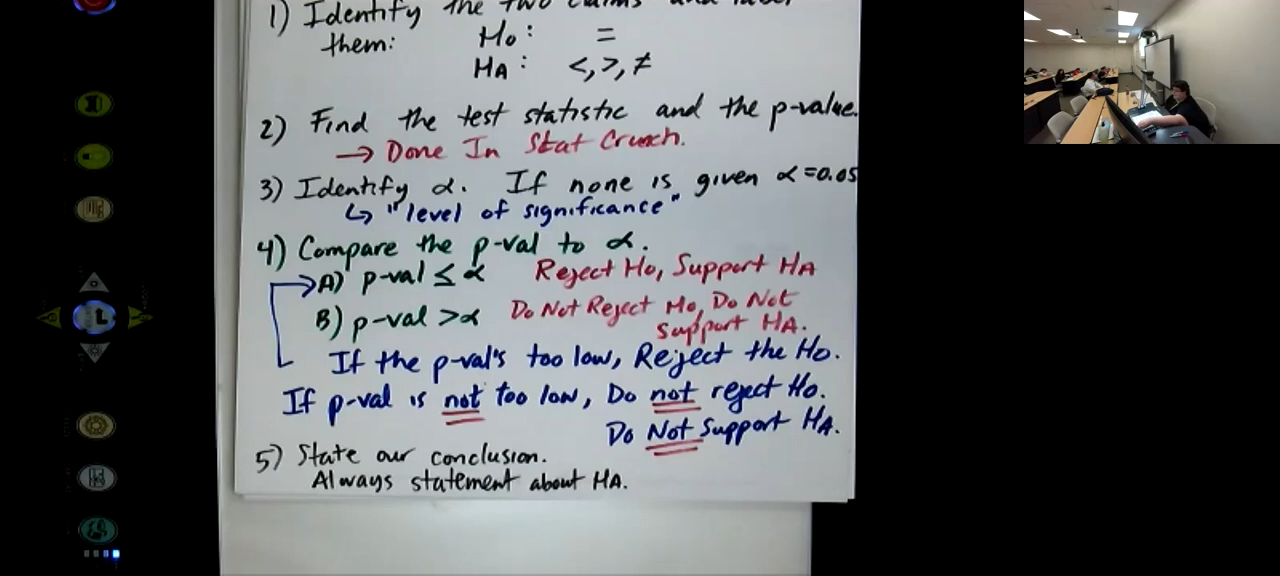 1) Identify the two claims and label
them: Ho: =
HA: <, >, ≠
2) Find the test statistic and the p-value.
→ Done In Stat Crunch.
3) Identify α. If none is given α=0.05
↳ "level of significance"
4) Compare the p-val to α.
A) p-val ≤ α Reject Ho, Support HA
B) p-val > α Do Not Reject Ho, Do Not
Support HA.
If the p-val's too low, Reject the Ho.
If p-val is not too low, Do not reject Ho.
Do Not Support HA.
5) State our conclusion.
Always statement about HA.